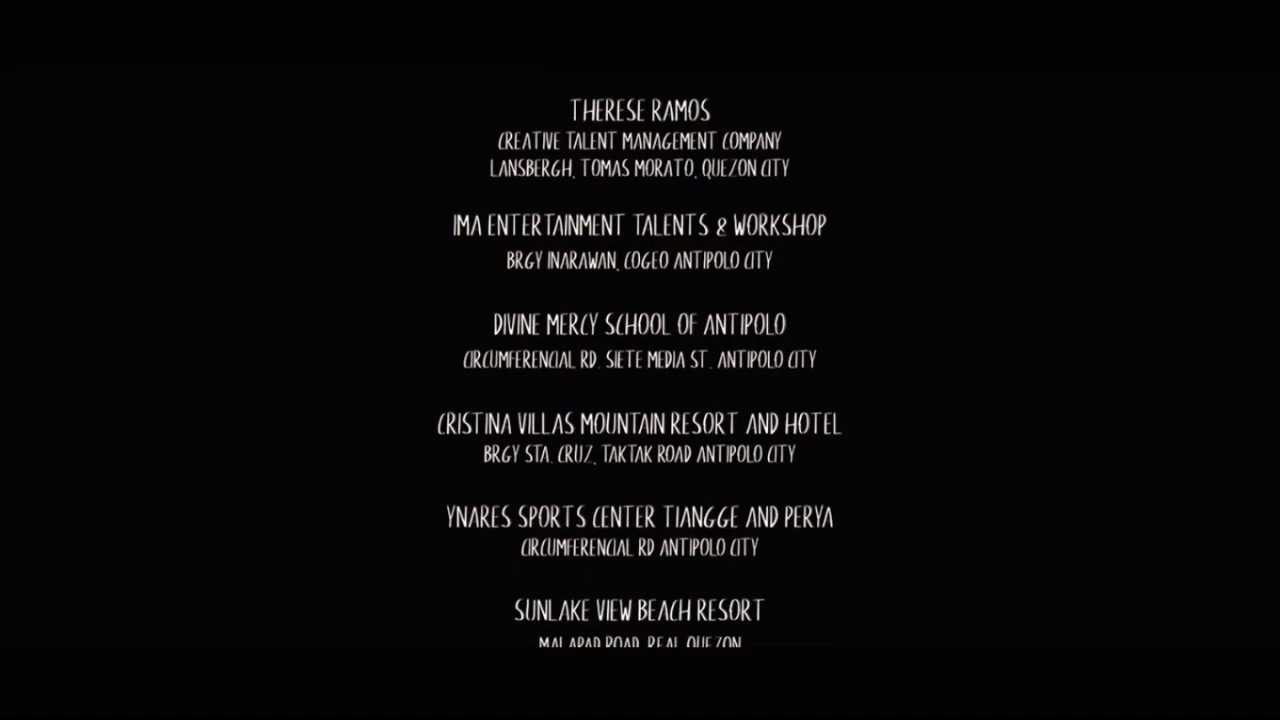 THERESE RAMOS
CREATIVE TALENT MANAGEMENT COMPANY
LANSBERGH, TOMAS MORATO, QUEZON CITY
IMA ENTERTAINMENT TALENTS & WORKSHOP
BRGY INARAWAN, COGEO ANTIPOLO CITY
DIVINE MERCY SCHOOL OF ANTIPOLO
CIRCUMFERENCIAL RD. SIETE MEDIA ST. ANTIPOLO CITY
CRISTINA VILLAS MOUNTAIN RESORT AND HOTEL
BRGY STA. CRUZ, TAKTAK ROAD ANTIPOLO CITY
YNARES SPORTS CENTER TIANGGE AND PERYA
CIRCUMFERENCIAL RD ANTIPOLO CITY
SUNLAKE VIEW BEACH RESORT
ROAD, REAL, QUEZON